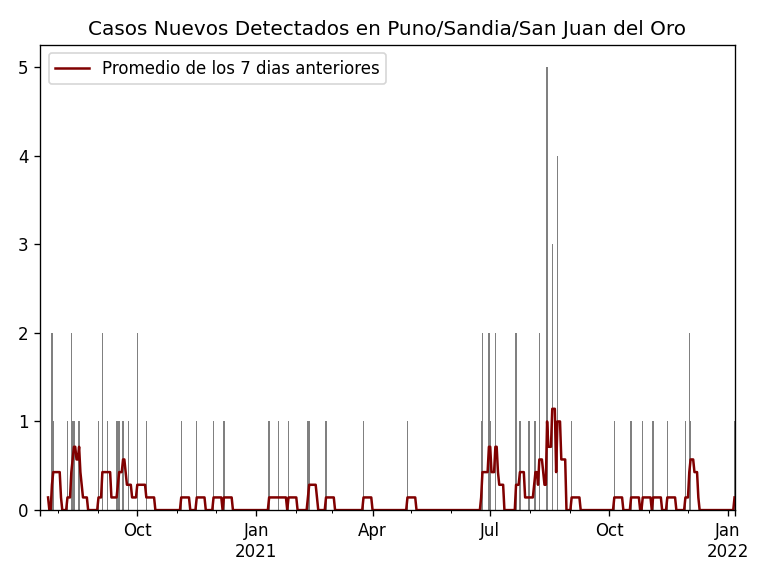 Casos Nuevos Detectados en Puno/Sandia/San Juan del Oro
Promedio de los 7 dias anteriores
5
4
3
2
1
0
Oct
Jan
2021
Apr
Jul
Oct
Jan
2022